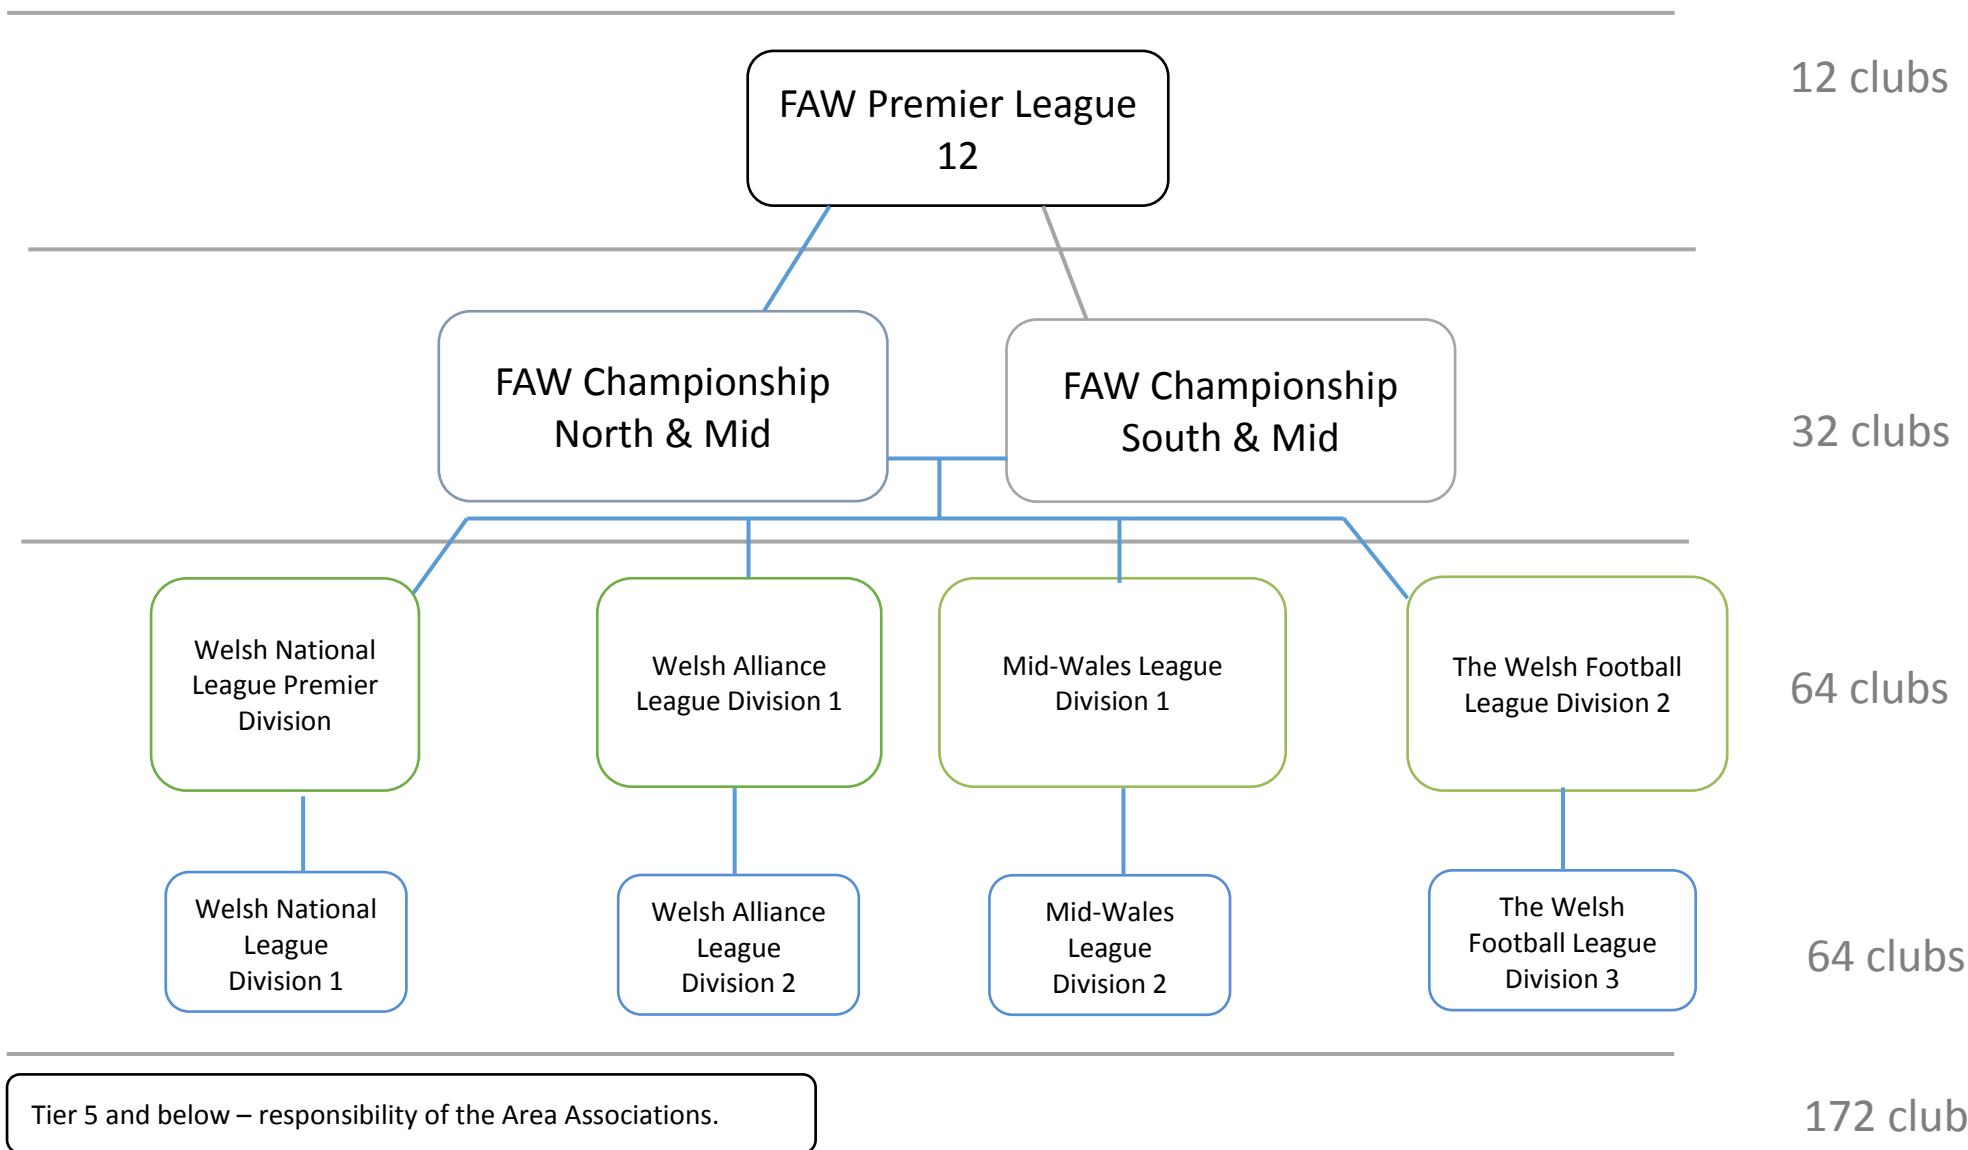 12 clubs
FAW Premier League
12
FAW Championship
North & Mid
FAW Championship
South & Mid
32 clubs
Welsh National
League Premier
Division
Welsh Alliance
League Division 1
Mid-Wales League
Division 1
The Welsh Football
League Division 2
64 clubs
Welsh National
League
Division 1
Welsh Alliance
League
Division 2
Mid-Wales
League
Division 2
The Welsh
Football League
Division 3
64 clubs
Tier 5 and below – responsibility of the Area Associations.
172 club